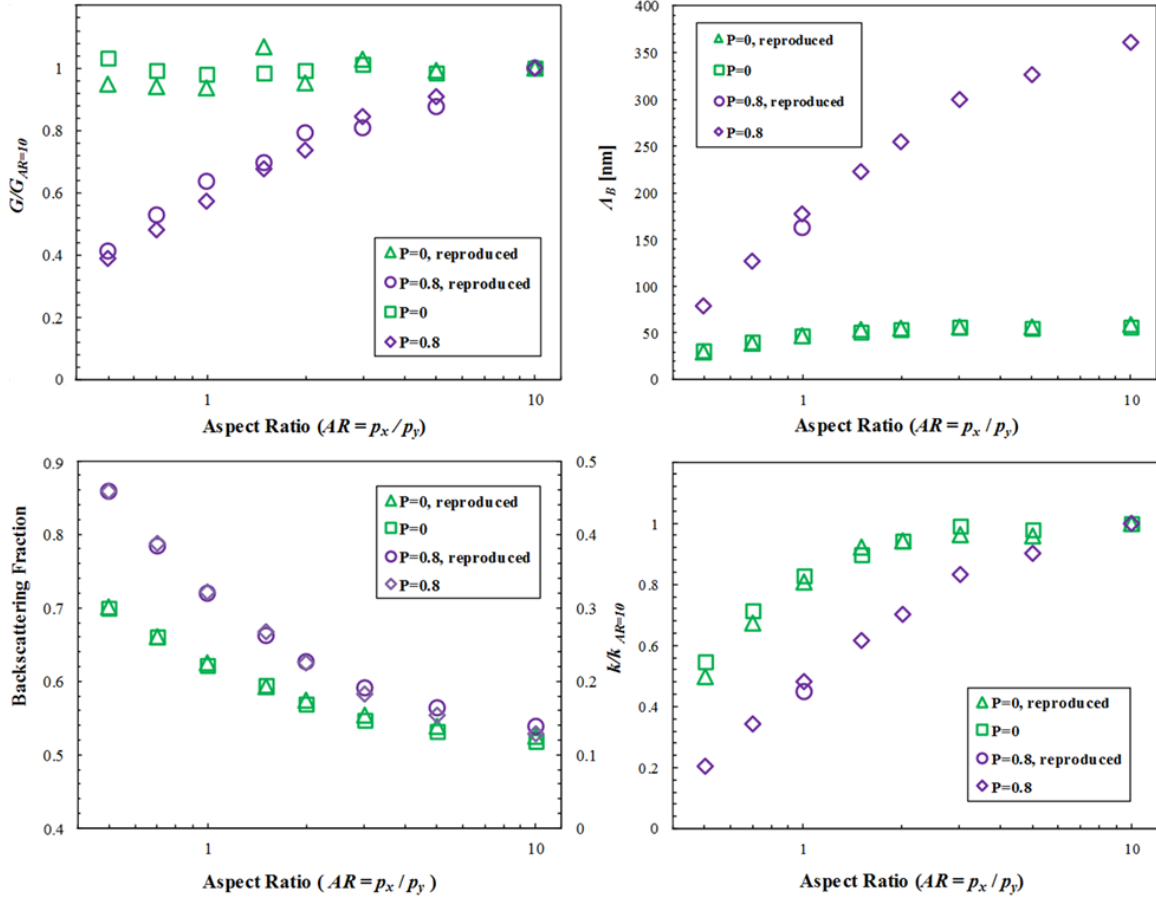 G/G_{AR=10}
1
0.8
0.6
0.4
0.2
0
P=0, reproduced
P=0.8, reproduced
P=0
P=0.8
1
10
Aspect Ratio (AR = p_x / p_y)
Λ_B [nm]
400
350
300
250
200
150
100
50
0
P=0, reproduced
P=0
P=0.8, reproduced
P=0.8
1
10
Aspect Ratio (AR = p_x / p_y)
Backscattering Fraction
0.9
0.8
0.7
0.6
0.5
0.4
0.5
0.4
0.3
0.2
0.1
0
P=0, reproduced
P=0
P=0.8, reproduced
P=0.8
1
10
Aspect Ratio ( AR = p_x / p_y )
k/k_{AR=10}
1
0.8
0.6
0.4
0.2
0
P=0, reproduced
P=0
P=0.8, reproduced
P=0.8
1
10
Aspect Ratio (AR = p_x / p_y)